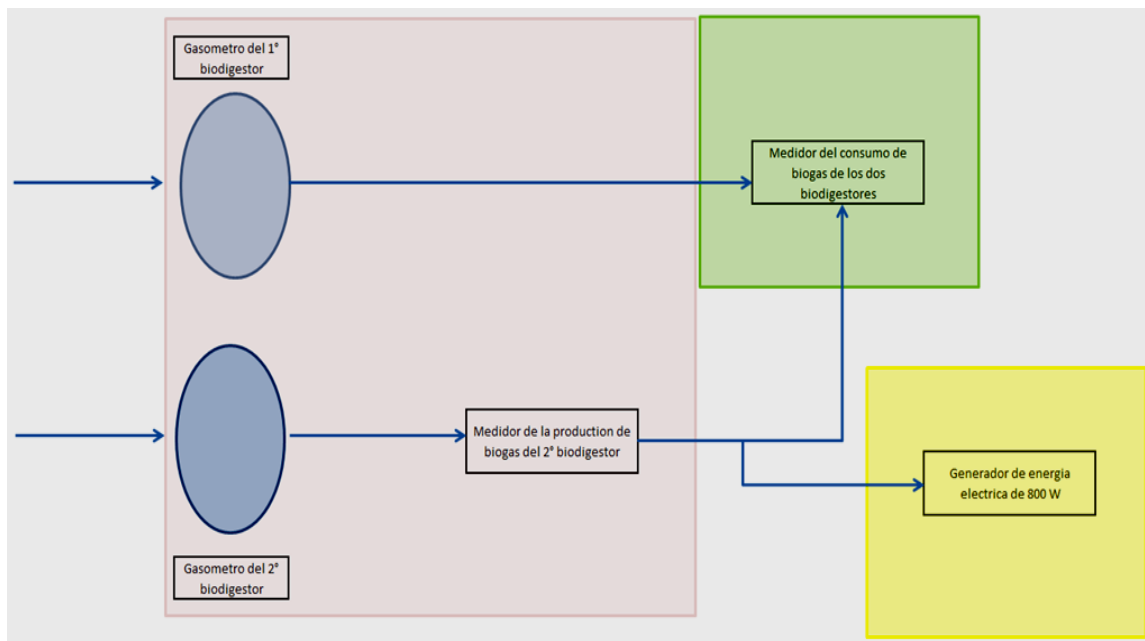 Gasometro del 1°
biodigestor
Medidor del consumo de
biogas de los dos
biodigestores
Medidor de la production de
biogas del 2° biodigestor
Generador de energia
electrica de 800 W
Gasometro del 2°
biodigestor